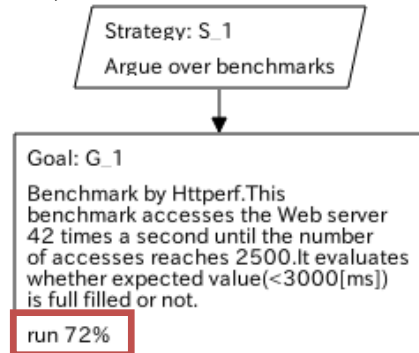 Strategy: S_1
Argue over benchmarks
Goal: G_1
Benchmark by Httperf.This
benchmark accesses the Web server
42 times a second until the number
of accesses reaches 2500.It evaluates
whether expected value(<3000[ms])
is full filled or not.
run 72%